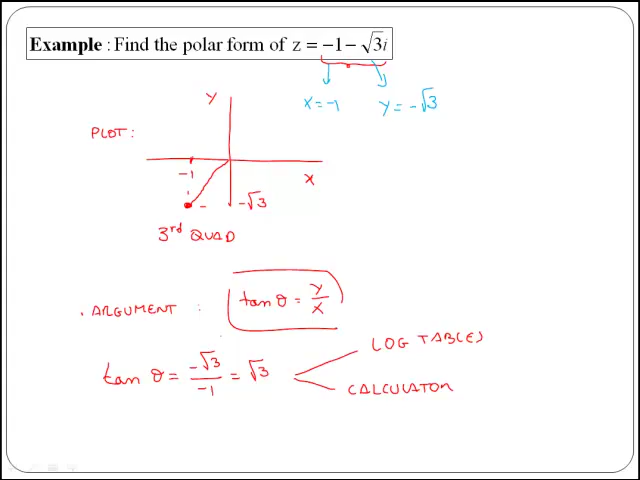 Example : Find the polar form of z = −1 − √3i
x = −1 y = −√3
Y
PLOT :
−1
X
−√3
3rd QUAD
. ARGUMENT : tan θ = Y/X
LOG TABLES
tan θ = −√3/−1 = √3
CALCULATOR